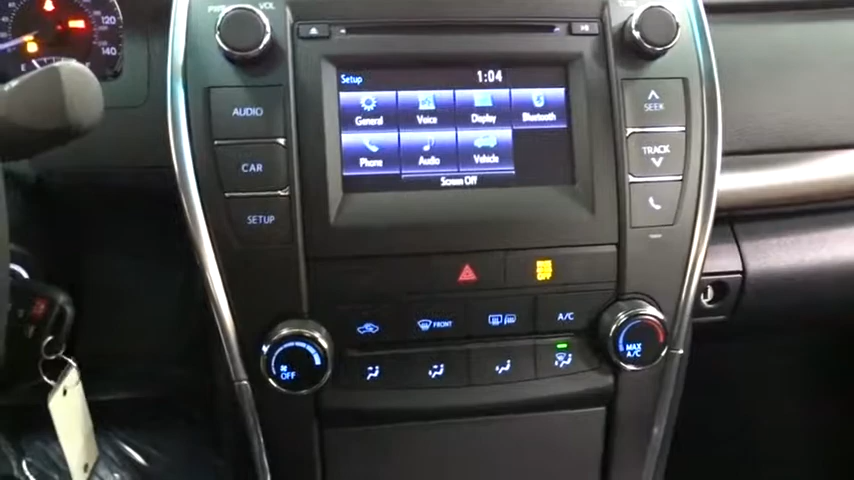 PWR VOL
120
140
E
Setup 1:04
General Voice Display Bluetooth
Phone Audio Vehicle
Screen Off
AUDIO
CAR
SETUP
SEEK
TRACK
OFF
FRONT
A/C
OFF
MAX A/C